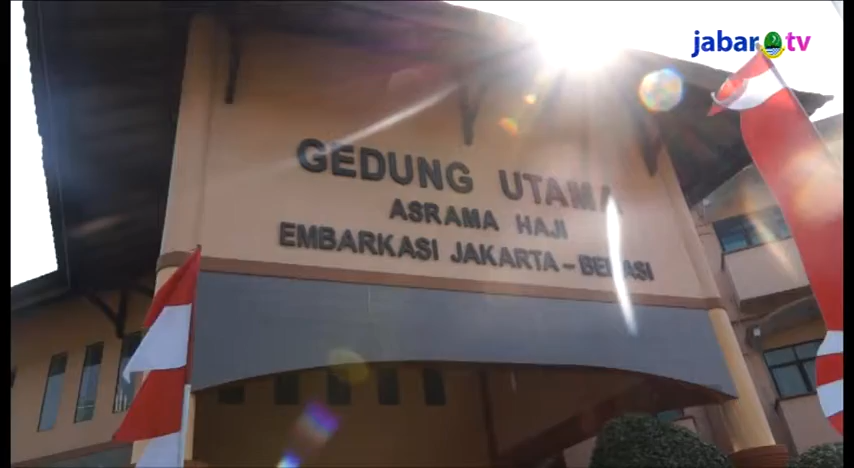 jabar tv
GEDUNG UTAMA
ASRAMA HAJI
EMBARKASI JAKARTA - BEKASI